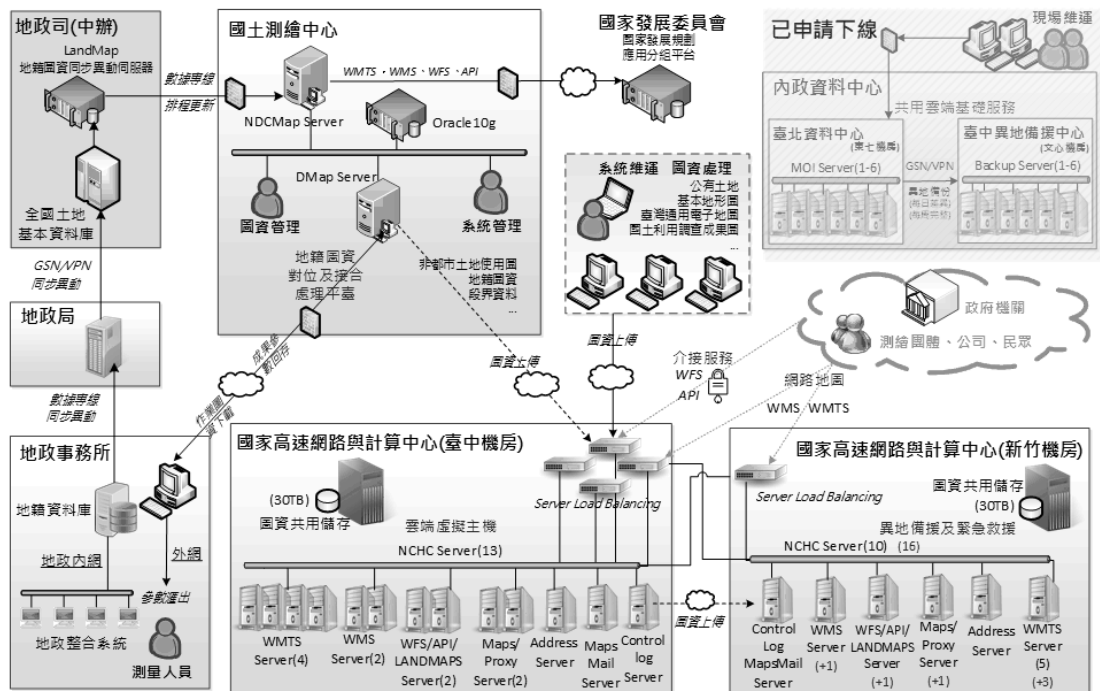 地政司(中辦)
LandMap
地籍圖資同步異動伺服器
全國土地
基本資料庫
GSN/VPN
同步異動
地政局
數據專線
同步異動
地政事務所
地籍資料庫
地政內網
外網
參數匯出
地政整合系統
測量人員
數據專線
排程更新
國土測繪中心
NDCMap Server
WMTS,WMS、WFS、API
Oracle10g
DMap Server
圖資管理
系統管理
地籍圖資
對位及接合
處理平臺
非都市土地使用圖
地籍圖資
段界資料
...
成果參
數回存
作業圖
資下載
圖資上傳
國家發展委員會
國家發展規劃
應用分組平台
系統維運 圖資處理
公有土地
基本地形圖
臺灣通用電子地圖
國土利用調查成果圖
...
圖資上傳
已申請下線
現場維運
內政資料中心
共用雲端基礎服務
臺北資料中心
(東七機房)
MOI Server(1-6)
GSN/VPN
異地備份
(每日差異)
臺中異地備援中心
(文心機房)
Backup Server(1-6)
政府機關
測繪團體、公司、民眾
介接服務
WFS
API
網路地圖
WMS、WMTS
國家高速網路與計算中心(臺中機房)
(30TB)
圖資共用儲存
雲端虛擬主機
NCHC Server(13)
Server Load Balancing
WMTS
Server(4)
WMS
Server(2)
WFS/API/
LANDMAPS
Server(2)
Maps/
Proxy
Server(2)
Address
Server
Maps
Mail
Server
Control
log
Server
圖資上傳
國家高速網路與計算中心(新竹機房)
Server Load Balancing
圖資共用儲存
(30TB)
異地備援及緊急救援
NCHC Server(10) (16)
Control
Log
MapsMail
Server
WMS
Server
(+1)
WFS/API/
LANDMAPS
Server
(+1)
Maps/
Proxy
Server
(+1)
Address
Server
WMTS
Server
(5)
(+3)